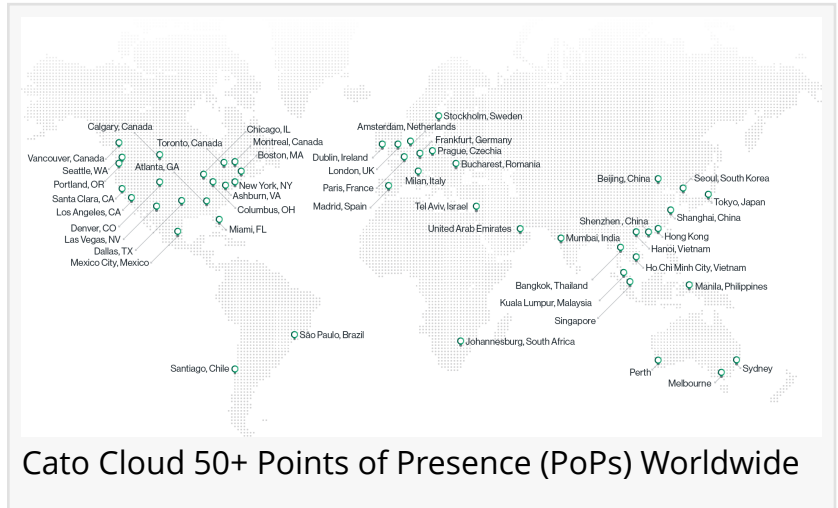 Stockholm, Sweden
Amsterdam, Netherlands
Calgary, Canada
Chicago, IL
Toronto, Canada
Montreal, Canada
Frankfurt, Germany
Prague, Czechia
Boston, MA
Dublin, Ireland
Vancouver, Canada
Atlanta, GA
Bucharest, Romania
Seattle, WA
London, UK
Milan, Italy
Beijing, China
Seoul, South Korea
Portland, OR
New York, NY
Paris, France
Ashburn, VA
Santa Clara, CA
Tokyo, Japan
Madrid, Spain
Tel Aviv, Israel
Los Angeles, CA
Columbus, OH
Shanghai, China
Shenzhen , China
Denver, CO
Miami, FL
United Arab Emirates
Mumbai, India
Hong Kong
Las Vegas, NV
Hanoi, Vietnam
Dallas, TX
Mexico City, Mexico
Ho Chi Minh City, Vietnam
Bangkok, Thailand
Manila, Philippines
Kuala Lumpur, Malaysia
Singapore
São Paulo, Brazil
Johannesburg, South Africa
Santiago, Chile
Perth
Sydney
Melbourne
Cato Cloud 50+ Points of Presence (PoPs) Worldwide